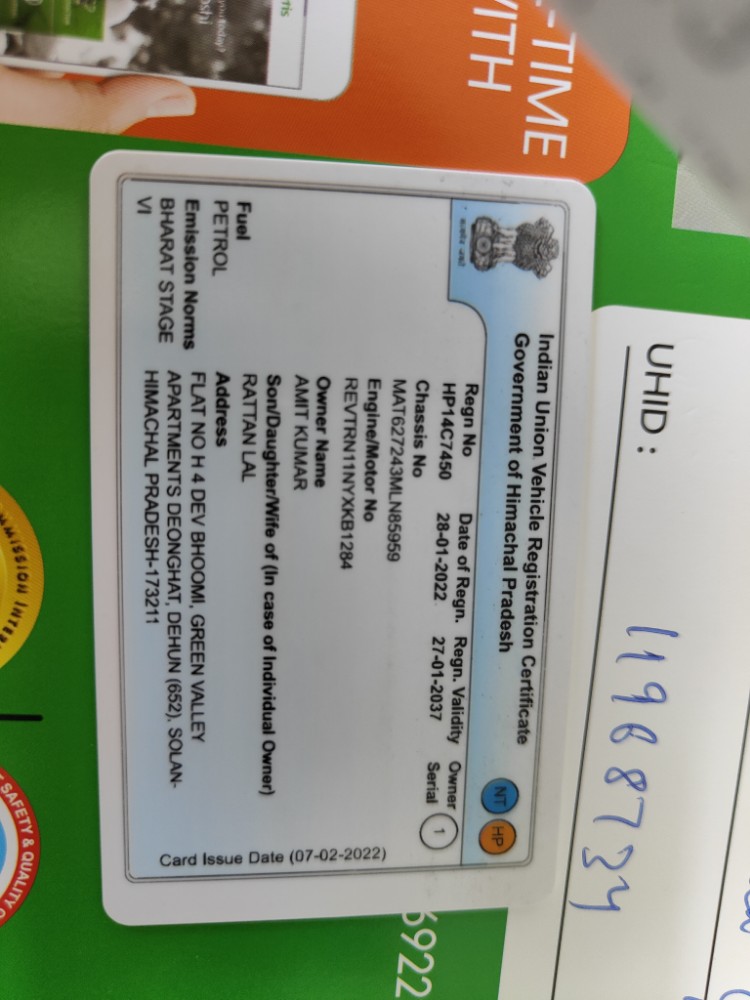 Indian Union Vehicle Registration Certificate
Government of Himachal Pradesh
NT
HP
Regn No
Date of Regn.
Regn. Validity
Owner
Serial
1
HP14C7450
28-01-2022
27-01-2037
Chassis No
MAT627243MLN85959
Engine/Motor No
REVTRN11NYXKB1284
Owner Name
AMIT KUMAR
Son/Daughter/Wife of (In case of Individual Owner)
RATTAN LAL
Fuel
PETROL
Emission Norms
BHARAT STAGE
VI
Address
FLAT NO H 4 DEV BHOOMI, GREEN VALLEY
APARTMENTS DEONGHAT, DEHUN (652), SOLAN-
HIMACHAL PRADESH-173211
Card Issue Date (07-02-2022)
UHID :
TIME
WITH
6922
SAFETY & QUALITY